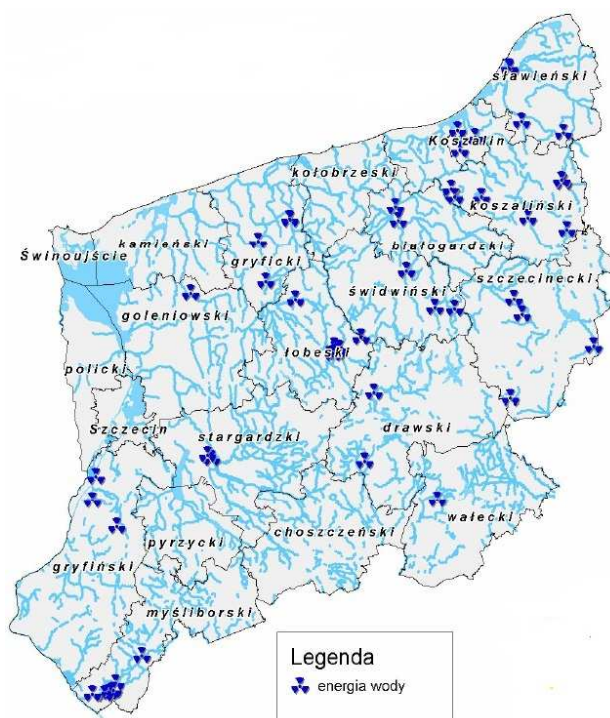 sławieński
Koszalin
kołobrzeski
koszaliński
kamieński
białogardzki
Świnoujście
gryficki
szczecinecki
świdwiński
goleniowski
łobeski
policki
Szczecin
stargardzki
drawski
wałecki
choszczeński
pyrzycki
gryfiński
myśliborski
Legenda
energia wody